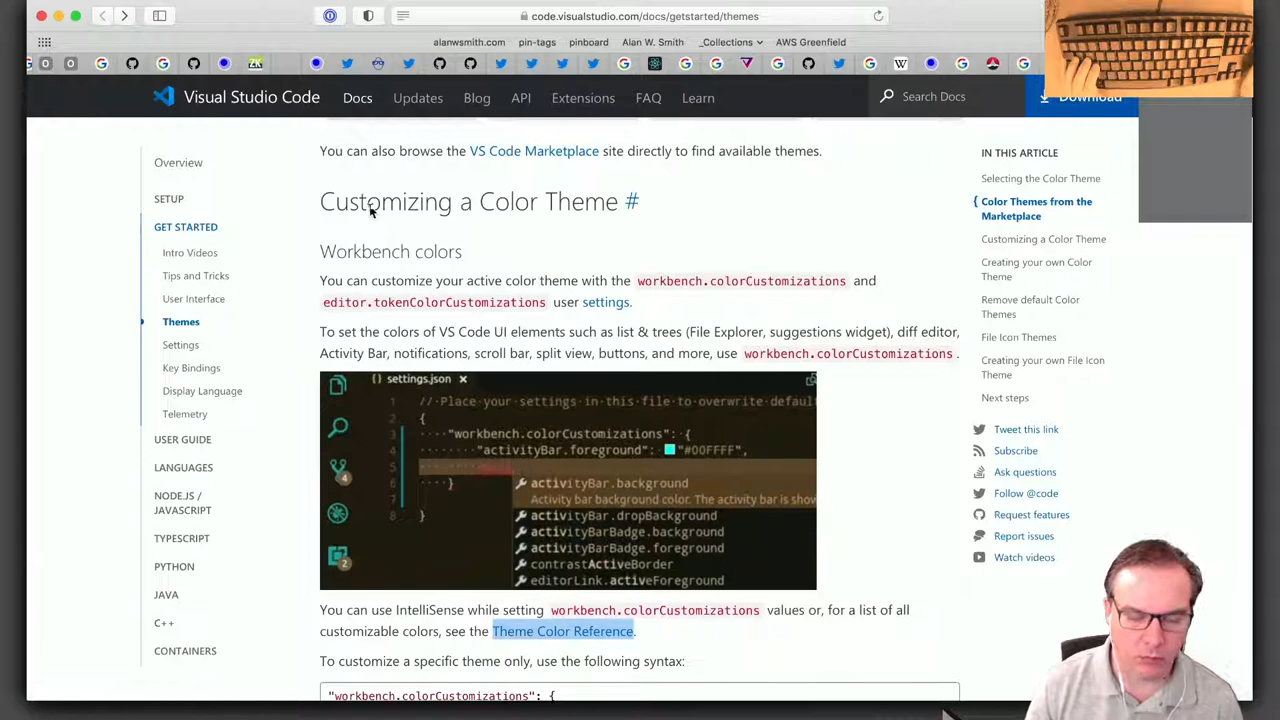 code.visualstudio.com/docs/getstarted/themes
alanwsmith.com pin-tags pinboard Alan W. Smith _Collections AWS Greenfield
ZK
W
Visual Studio Code Docs Updates Blog API Extensions FAQ Learn Search Docs Download
Overview
SETUP
GET STARTED
Intro Videos
Tips and Tricks
User Interface
Themes
Settings
Key Bindings
Display Language
Telemetry
USER GUIDE
LANGUAGES
NODE.JS /
JAVASCRIPT
TYPESCRIPT
PYTHON
JAVA
C++
CONTAINERS
You can also browse the VS Code Marketplace site directly to find available themes.
Customizing a Color Theme #
Workbench colors
You can customize your active color theme with the workbench.colorCustomizations and
editor.tokenColorCustomizations user settings.
To set the colors of VS Code UI elements such as list & trees (File Explorer, suggestions widget), diff editor,
Activity Bar, notifications, scroll bar, split view, buttons, and more, use workbench.colorCustomizations.
{} settings.json ×
1 // Place your settings in this file to overwrite default
2 {
3 "workbench.colorCustomizations": {
4 "activityBar.foreground": "#00FFFF",
5
6 }
7
8 }
4
2
activityBar.background
Activity bar background color. The activity bar is show
activityBar.dropBackground
activityBarBadge.background
activityBarBadge.foreground
contrastActiveBorder
editorLink.activeForeground
You can use IntelliSense while setting workbench.colorCustomizations values or, for a list of all
customizable colors, see the Theme Color Reference.
To customize a specific theme only, use the following syntax:
"workbench.colorCustomizations": {
IN THIS ARTICLE
Selecting the Color Theme
Color Themes from the
Marketplace
Customizing a Color Theme
Creating your own Color
Theme
Remove default Color
Themes
File Icon Themes
Creating your own File Icon
Theme
Next steps
Tweet this link
Subscribe
Ask questions
Follow @code
Request features
Report issues
Watch videos